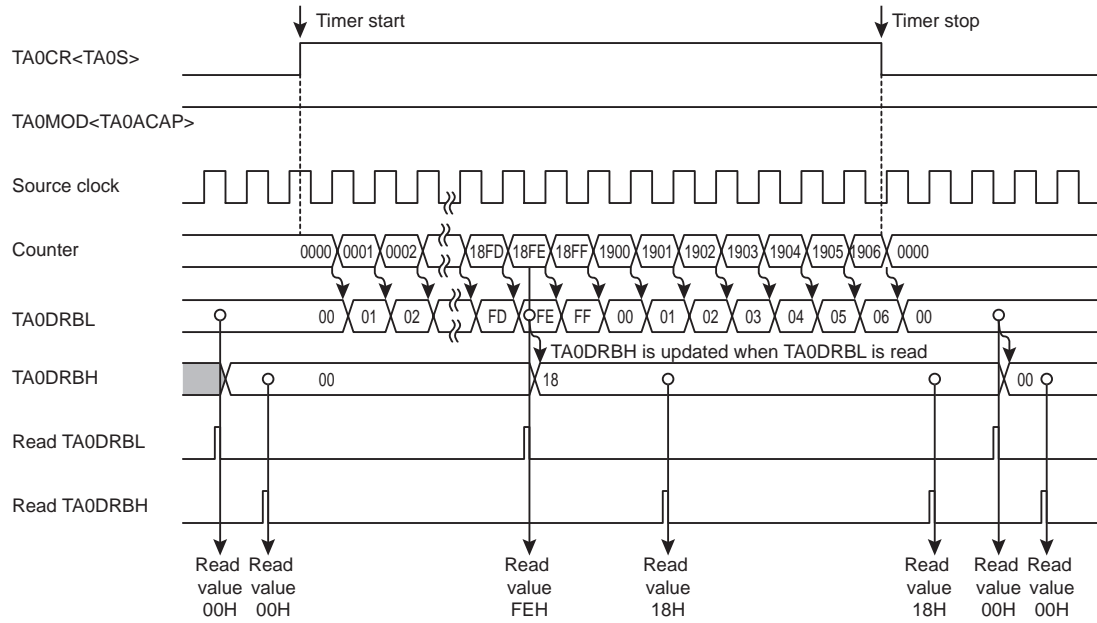 Timer start
Timer stop
TA0CR<TA0S>
TA0MOD<TA0ACAP>
Source clock
Counter
0000 0001 0002 18FD 18FE 18FF 1900 1901 1902 1903 1904 1905 1906 0000
TA0DRBL
00 01 02 FD FE FF 00 01 02 03 04 05 06 00
TA0DRBH is updated when TA0DRBL is read
TA0DRBH
00 18 00
Read TA0DRBL
Read TA0DRBH
Read Read Read Read Read Read Read
value value value value value value value
00H 00H FEH 18H 18H 00H 00H